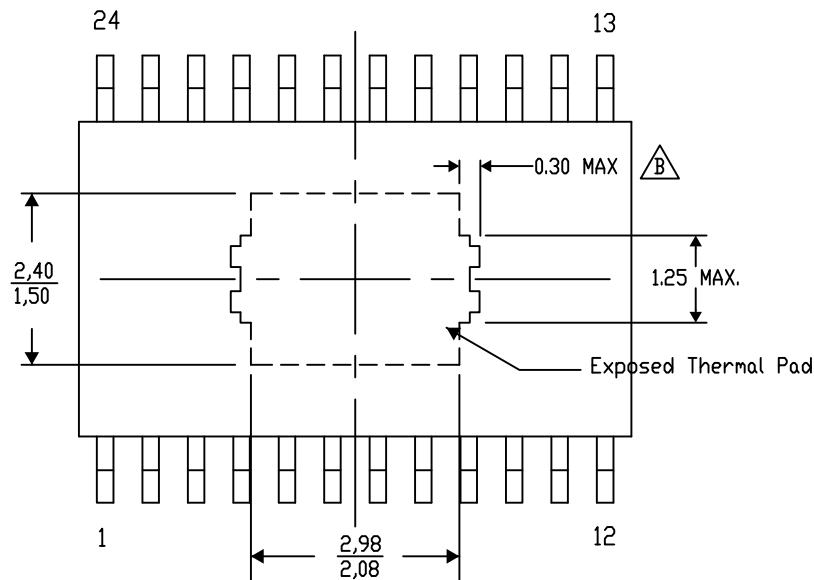 24
13
0.30 MAX
B
2,40
1,50
1.25 MAX.
Exposed Thermal Pad
1
12
2,98
2,08